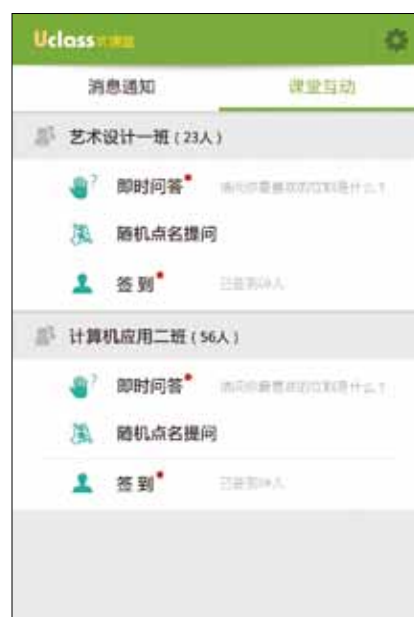 Uclass
消息通知 课堂互动
艺术设计一班（23人）
即时问答
随机点名提问
签到
计算机应用二班（56人）
即时问答
随机点名提问
签到